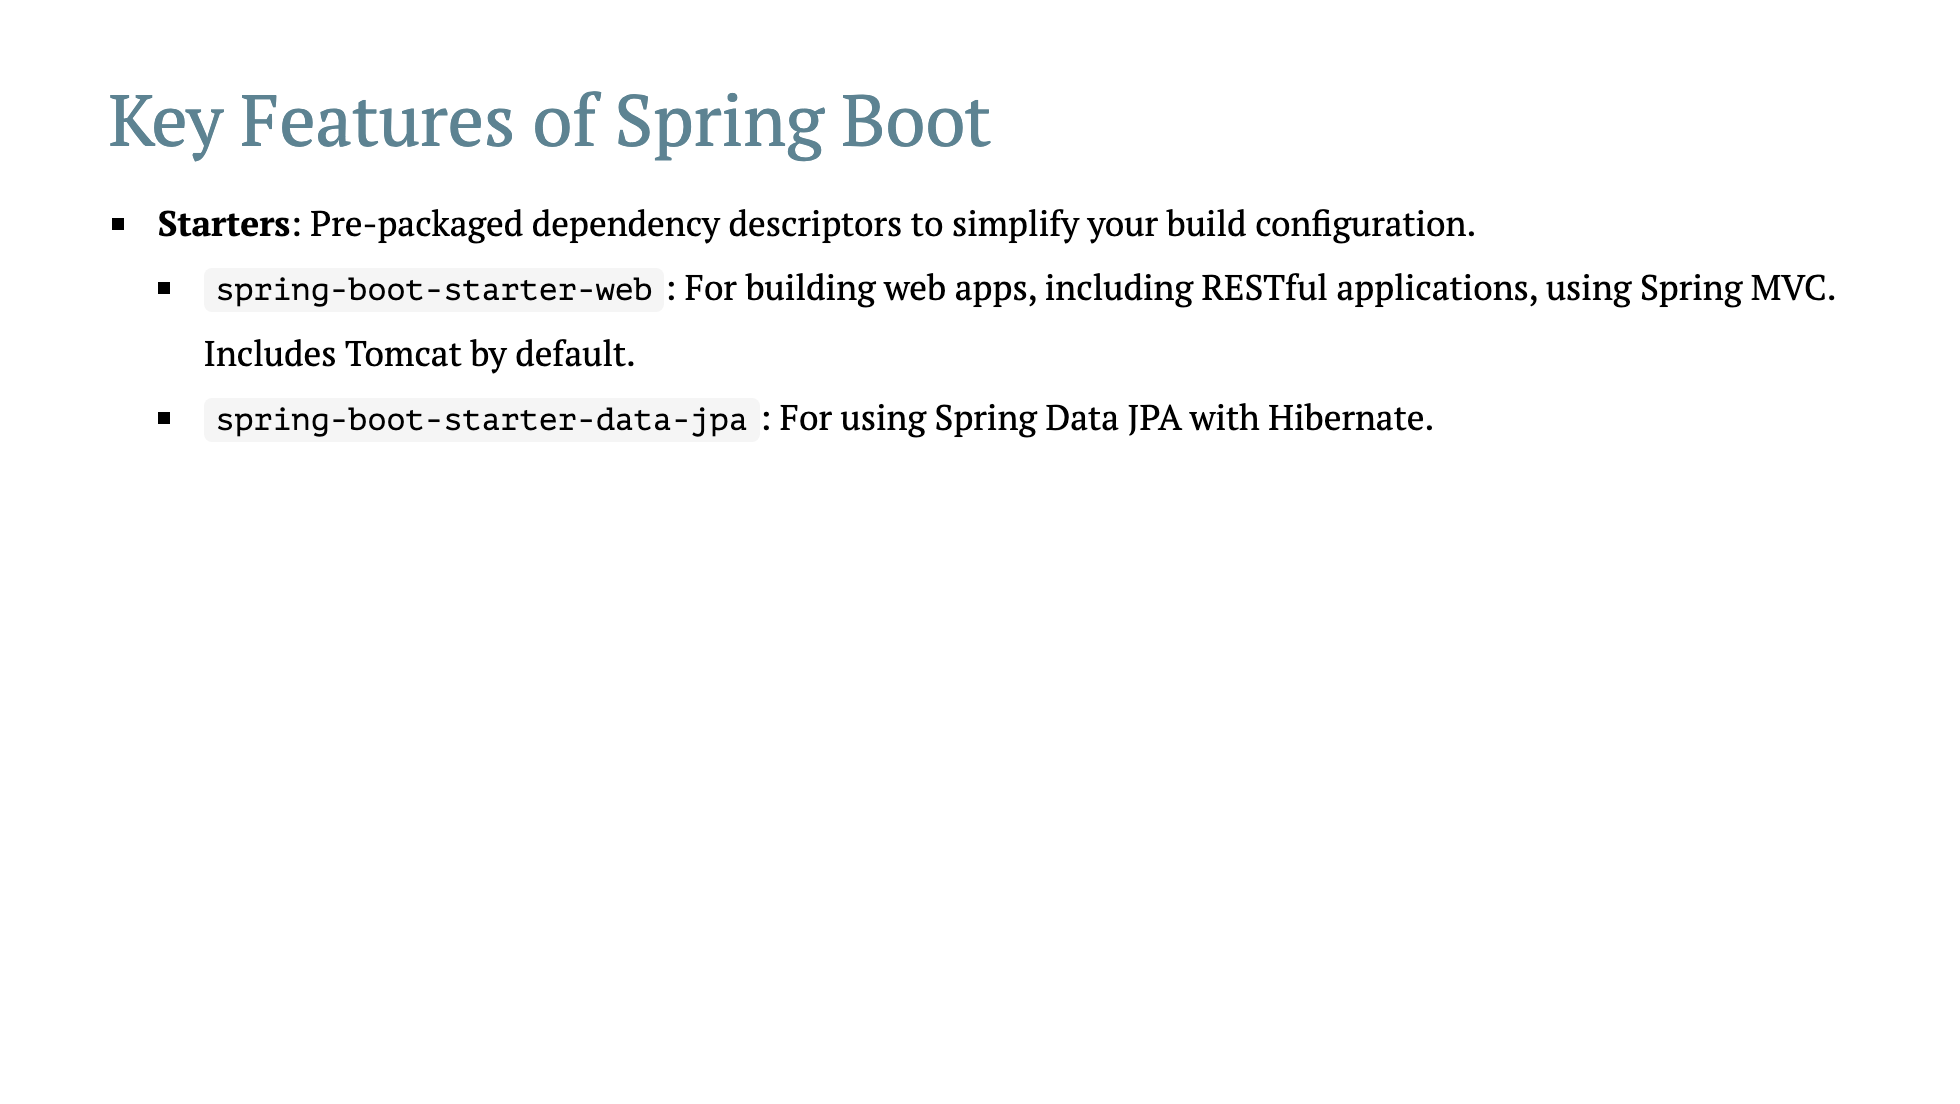 Key Features of Spring Boot
Starters: Pre-packaged dependency descriptors to simplify your build configuration.
spring-boot-starter-web: For building web apps, including RESTful applications, using Spring MVC.
Includes Tomcat by default.
spring-boot-starter-data-jpa: For using Spring Data JPA with Hibernate.